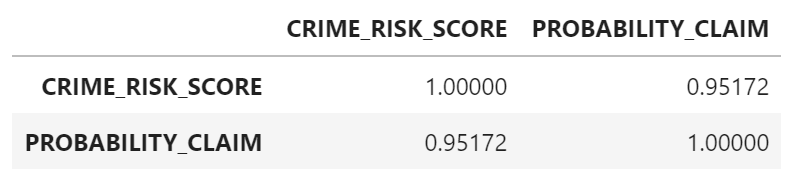 CRIME_RISK_SCORE PROBABILITY_CLAIM
CRIME_RISK_SCORE 1.00000 0.95172
PROBABILITY_CLAIM 0.95172 1.00000